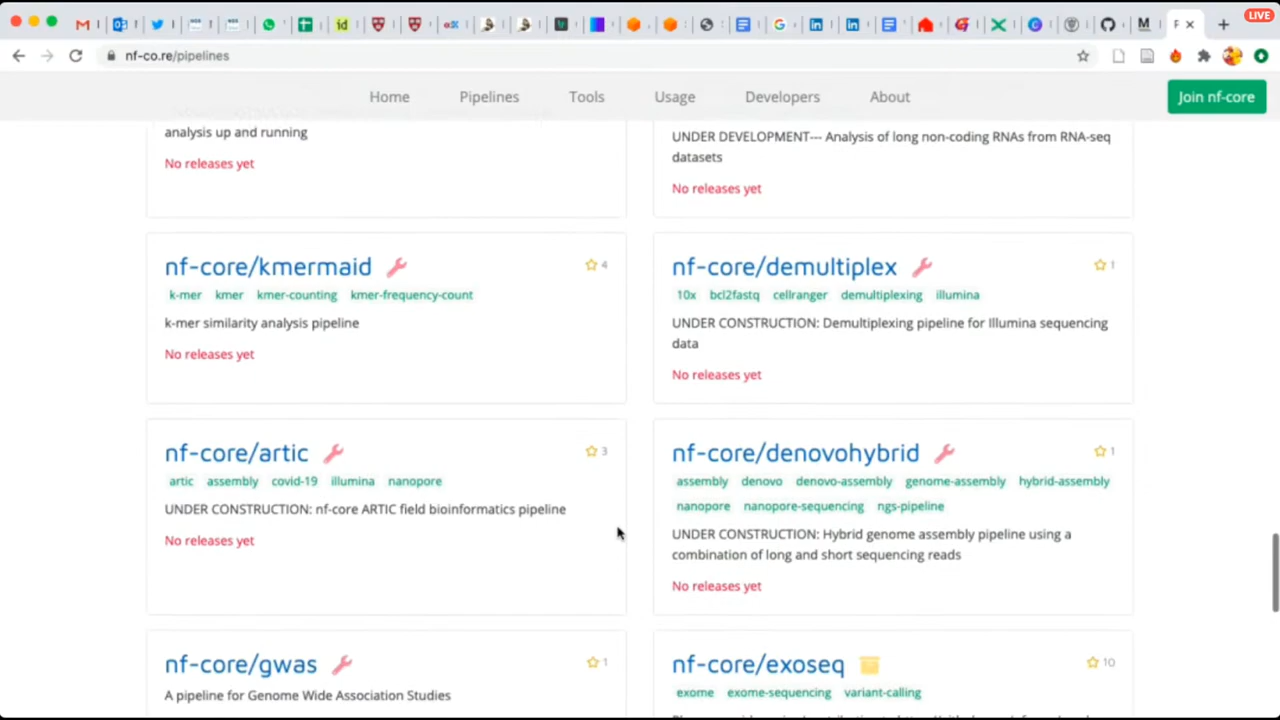 LIVE
nf-co.re/pipelines
Home Pipelines Tools Usage Developers About Join nf-core
analysis up and running
No releases yet
UNDER DEVELOPMENT--- Analysis of long non-coding RNAs from RNA-seq
datasets
No releases yet
nf-core/kmermaid 4
k-mer kmer kmer-counting kmer-frequency-count
k-mer similarity analysis pipeline
No releases yet
nf-core/demultiplex 1
10x bcl2fastq cellranger demultiplexing illumina
UNDER CONSTRUCTION: Demultiplexing pipeline for Illumina sequencing
data
No releases yet
nf-core/artic 3
artic assembly covid-19 illumina nanopore
UNDER CONSTRUCTION: nf-core ARTIC field bioinformatics pipeline
No releases yet
nf-core/denovohybrid 1
assembly denovo denovo-assembly genome-assembly hybrid-assembly
nanopore nanopore-sequencing ngs-pipeline
UNDER CONSTRUCTION: Hybrid genome assembly pipeline using a
combination of long and short sequencing reads
No releases yet
nf-core/gwas 1
A pipeline for Genome Wide Association Studies
nf-core/exoseq 10
exome exome-sequencing variant-calling